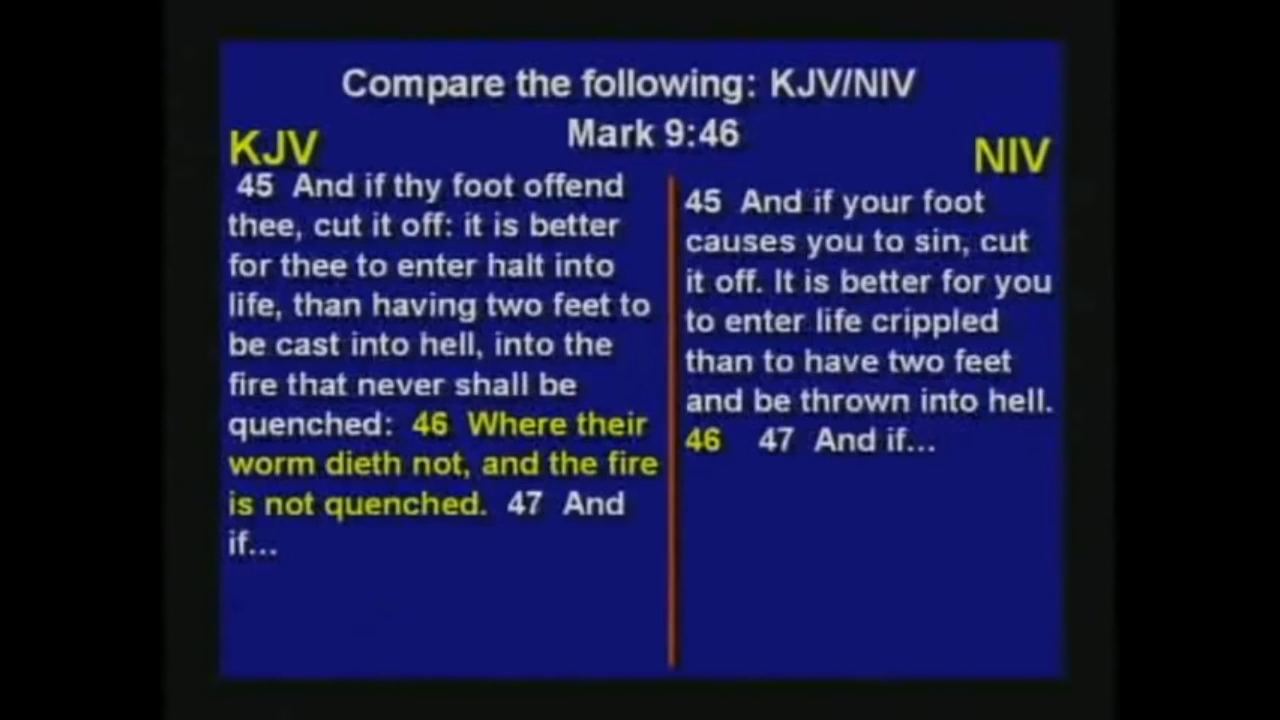 Compare the following: KJV/NIV
Mark 9:46
KJV
45 And if thy foot offend
thee, cut it off: it is better
for thee to enter halt into
life, than having two feet to
be cast into hell, into the
fire that never shall be
quenched: 46 Where their
worm dieth not, and the fire
is not quenched. 47 And
if...
NIV
45 And if your foot
causes you to sin, cut
it off. It is better for you
to enter life crippled
than to have two feet
and be thrown into hell.
46 47 And if...